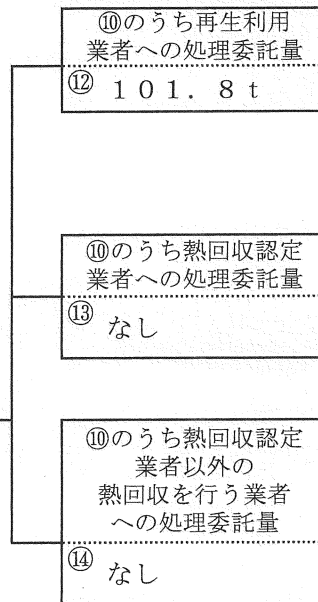 ⑩のうち再生利用
業者への処理委託量
⑫ 101.8t
⑩のうち熱回収認定
業者への処理委託量
⑬ なし
⑩のうち熱回収認定
業者以外の
熱回収を行う業者
への処理委託量
⑭ なし